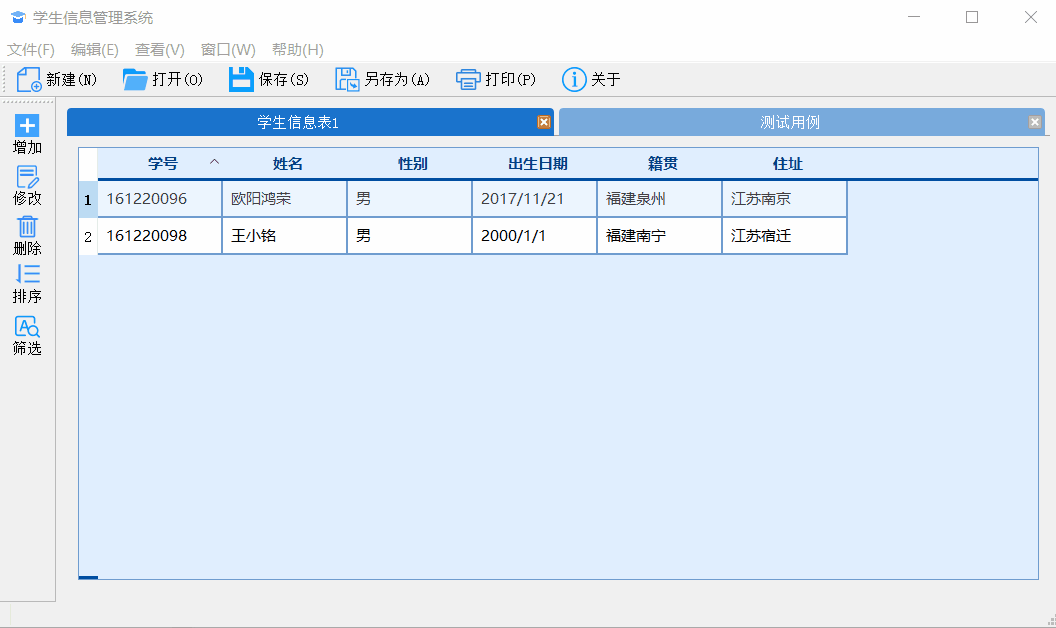 学生信息管理系统
文件(F) 编辑(E) 查看(V) 窗口(W) 帮助(H)
新建(N) 打开(O) 保存(S) 另存为(A) 打印(P) 关于
增加
修改
删除
排序
筛选
学生信息表1 测试用例
学号 姓名 性别 出生日期 籍贯 住址
1 161220096 欧阳鸿荣 男 2017/11/21 福建泉州 江苏南京
2 161220098 王小铭 男 2000/1/1 福建南宁 江苏宿迁